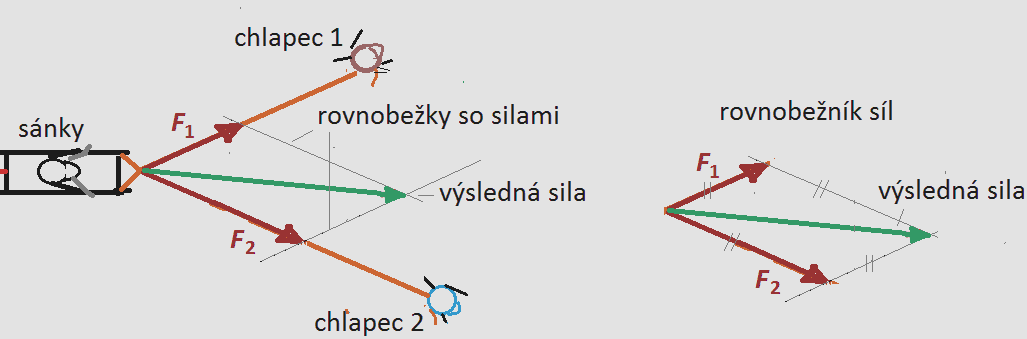 chlapec 1
sánky
F1
rovnobežky so silami
výsledná sila
F2
chlapec 2
rovnobežník síl
F1
výsledná sila
F2